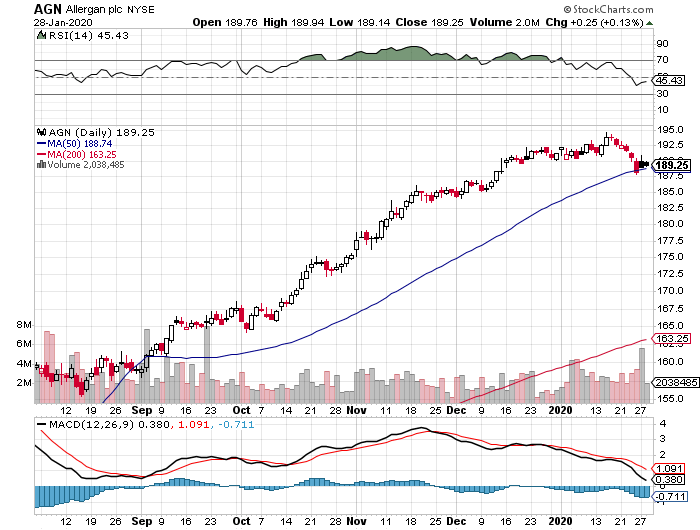 AGN Allergan plc NYSE © StockCharts.com
28-Jan-2020 Open 189.76 High 189.94 Low 189.14 Close 189.25 Volume 2.0M Chg +0.25 (+0.13%)
RSI(14) 45.43
90
70
50
45.43
30
10
AGN (Daily) 189.25
MA(50) 188.74
MA(200) 163.25
Volume 2,038,485
195.0
192.5
190.0
189.25
187.5
185.0
182.5
180.0
177.5
175.0
172.5
170.0
167.5
165.0
163.25
162.5
160.0
155.0
8M
6M
4M
2M
2038485
12 19 26 Sep 9 16 23 Oct 7 14 21 28 Nov 11 18 25 Dec 9 16 23 2020 13 21 27
MACD(12,26,9) 0.380, 1.091, -0.711
4
3
2
1.091
0.380
0
-0.711
12 19 26 Sep 9 16 23 Oct 7 14 21 28 Nov 11 18 25 Dec 9 16 23 2020 13 21 27